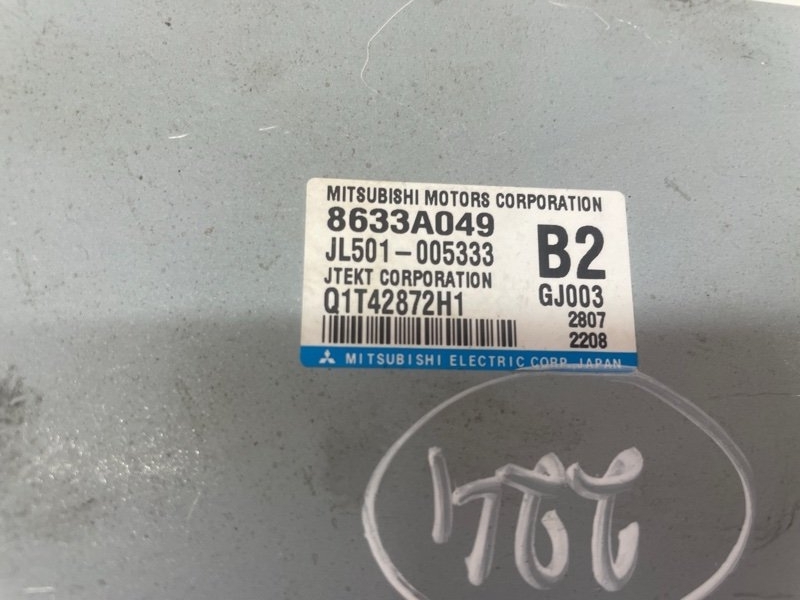 MITSUBISHI MOTORS CORPORATION
8633A049
B2
JL501-005333
JTEKT CORPORATION
GJ003
Q1T42872H1
2807
2208
MITSUBISHI ELECTRIC CORP. JAPAN